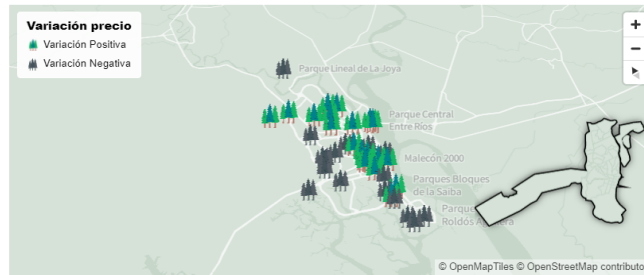 Variación precio
Variación Positiva
Variación Negativa
Parque Lineal de La Joya
Parque Central
Entre Ríos
Malecón 2000
Parques Bloques
de la Saiba
Parque
Roldós
© OpenMapTiles © OpenStreetMap contributo